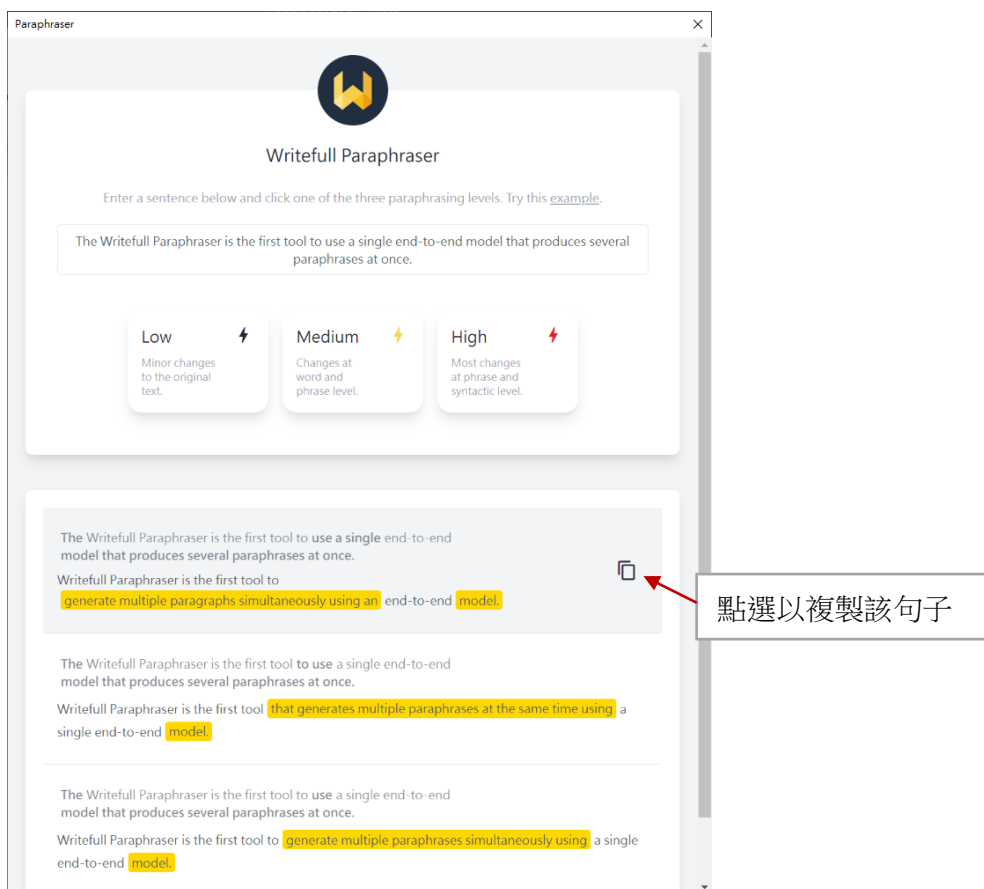 Paraphraser
Writefull Paraphraser
Enter a sentence below and click one of the three paraphrasing levels. Try this example.
The Writefull Paraphraser is the first tool to use a single end-to-end model that produces several
paraphrases at once.
Low
Minor changes
to the original
text.
Medium
Changes at
word and
phrase level.
High
Most changes
at phrase and
syntactic level.
The Writefull Paraphraser is the first tool to use a single end-to-end
model that produces several paraphrases at once.
Writefull Paraphraser is the first tool to
generate multiple paragraphs simultaneously using an end-to-end model.
點選以複製該句子
The Writefull Paraphraser is the first tool to use a single end-to-end
model that produces several paraphrases at once.
Writefull Paraphraser is the first tool that generates multiple paraphrases at the same time using a
single end-to-end model.
The Writefull Paraphraser is the first tool to use a single end-to-end
model that produces several paraphrases at once.
Writefull Paraphraser is the first tool to generate multiple paraphrases simultaneously using a single
end-to-end model.